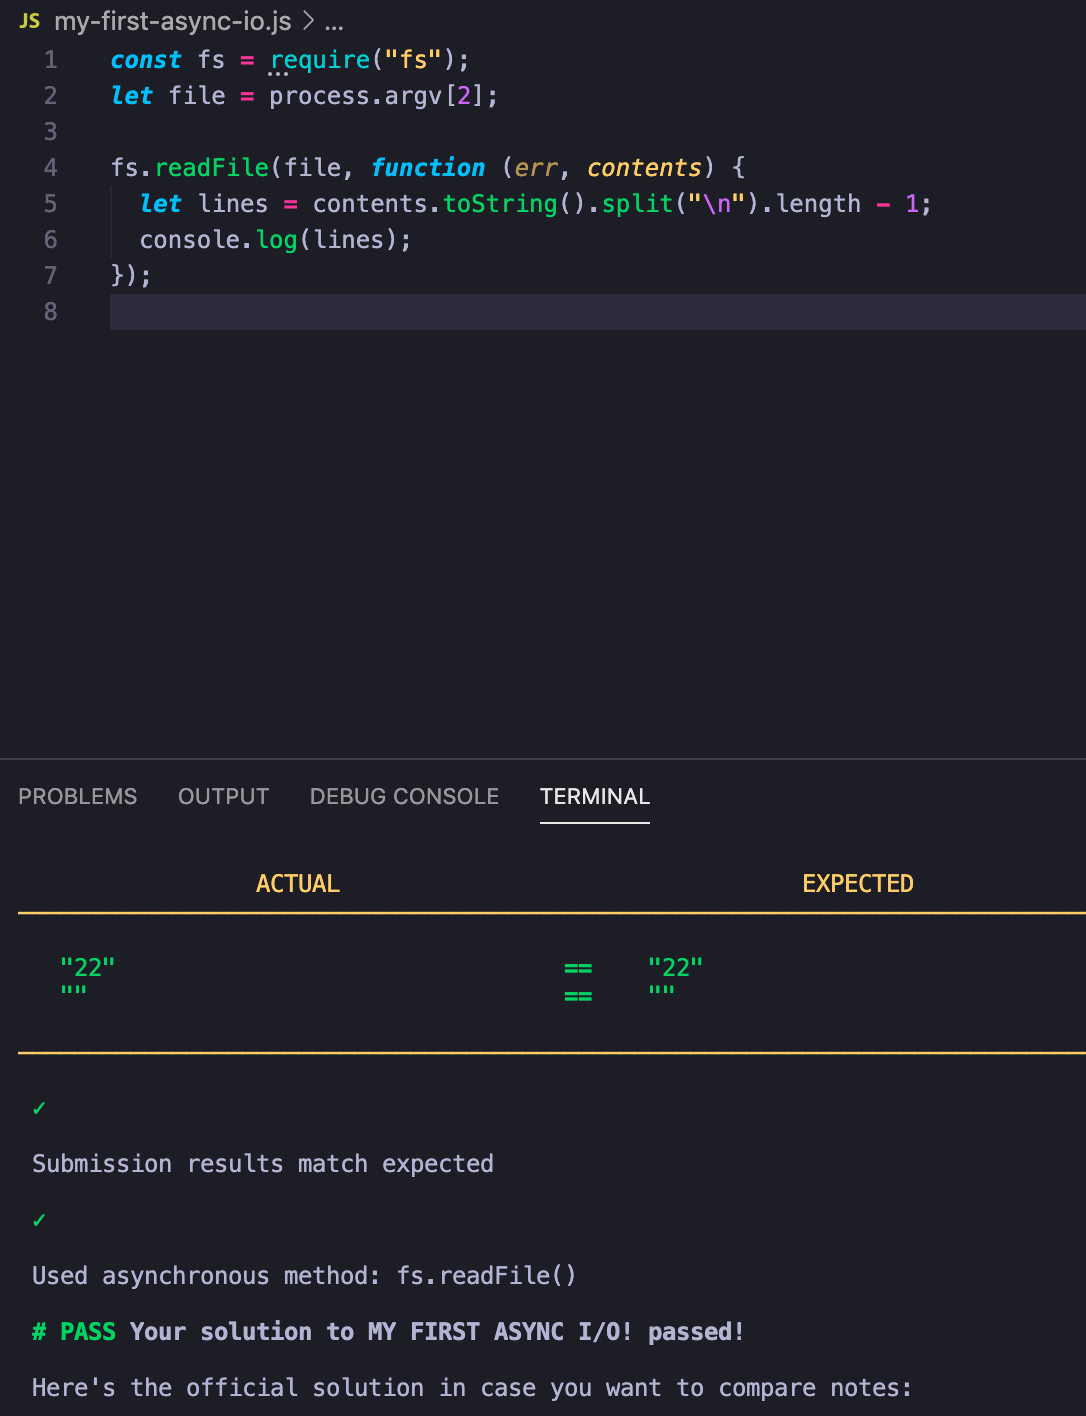 JS my-first-async-io.js > ...
1 const fs = require("fs");
2 let file = process.argv[2];
3
4 fs.readFile(file, function (err, contents) {
5   let lines = contents.toString().split("\n").length - 1;
6   console.log(lines);
7 });
8
PROBLEMS OUTPUT DEBUG CONSOLE TERMINAL
ACTUAL EXPECTED
"22" == "22"
"" == ""
✓
Submission results match expected
✓
Used asynchronous method: fs.readFile()
# PASS Your solution to MY FIRST ASYNC I/O! passed!
Here's the official solution in case you want to compare notes: